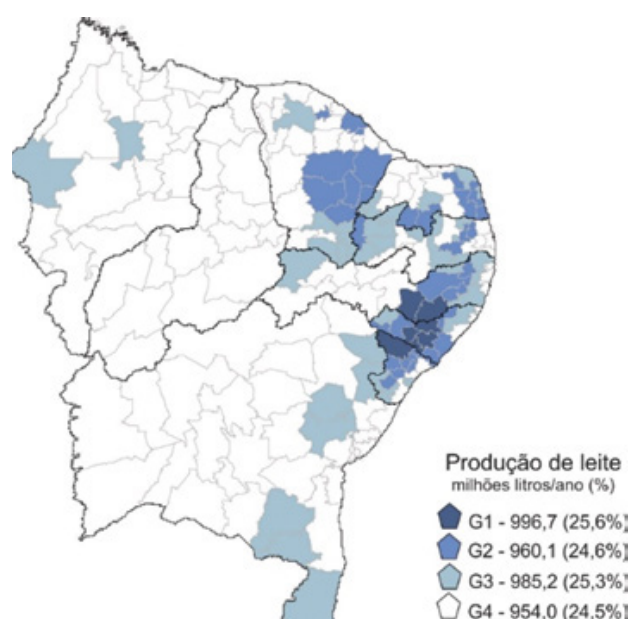 Produção de leite
milhões litros/ano (%)
G1 - 996,7 (25,6%)
G2 - 960,1 (24,6%)
G3 - 985,2 (25,3%)
G4 - 954,0 (24,5%)